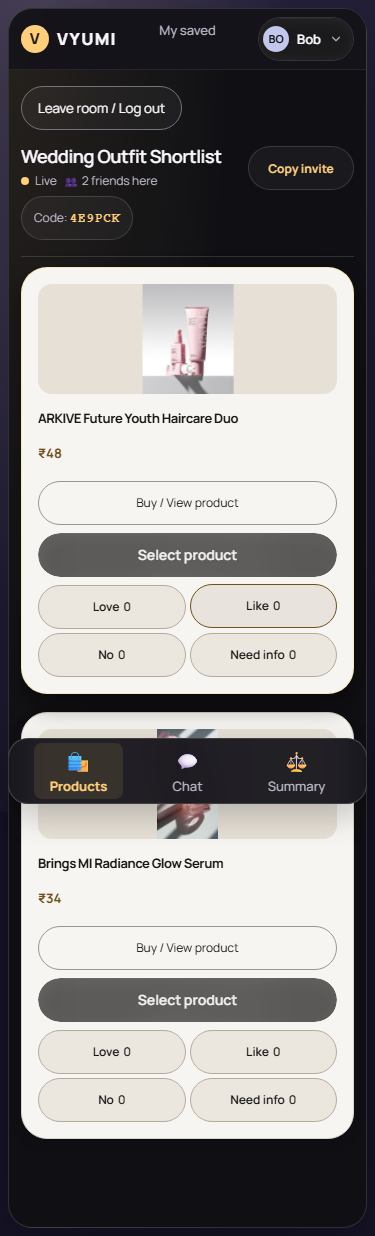 V VYUMI
My saved
BO Bob
Leave room / Log out
Wedding Outfit Shortlist
Live 2 friends here
Copy invite
Code: 4E9PCK
ARKIVE Future Youth Haircare Duo
₹48
Buy / View product
Select product
Love 0
Like 0
No 0
Need info 0
Products
Chat
Summary
Brings MI Radiance Glow Serum
₹34
Buy / View product
Select product
Love 0
Like 0
No 0
Need info 0